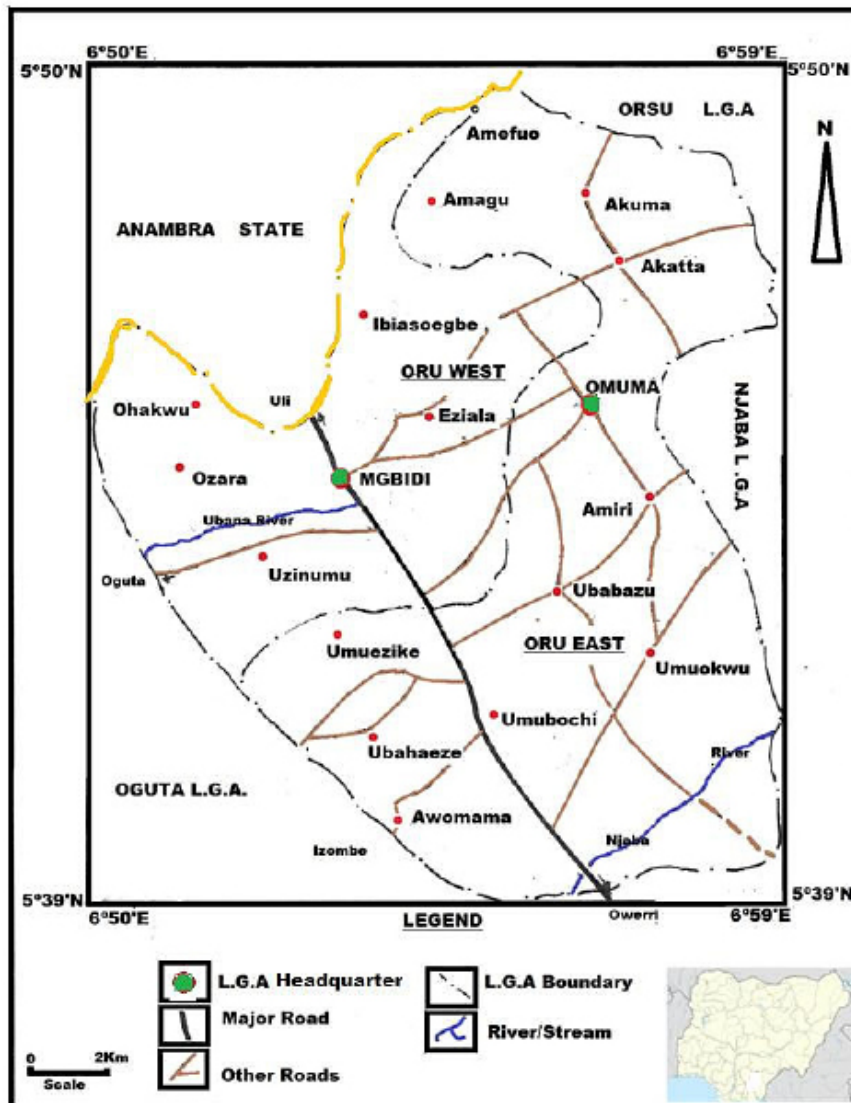 6°50'E
6°59'E
5°50'N
5°50'N
ORSU L.G.A
N
Amefuo
Amagu
Akuma
ANAMBRA STATE
Akatta
Ibiasoegbe
ORU WEST
OMUMA
NJABA L.G.A
Ohakwu
Uli
Eziala
Ozara
MGBIDI
Amiri
Ubana River
Oguta
Uzinumu
Ubabazu
Umuezike
ORU EAST
Umuokwu
Umubochi
Ubahaeze
River
OGUTA L.G.A.
Awomama
Njoba
Izombe
5°39'N
5°39'N
6°50'E
Owerri
6°59'E
LEGEND
L.G.A Headquarter
L.G.A Boundary
Major Road
River/Stream
Other Roads
0 2Km
Scale